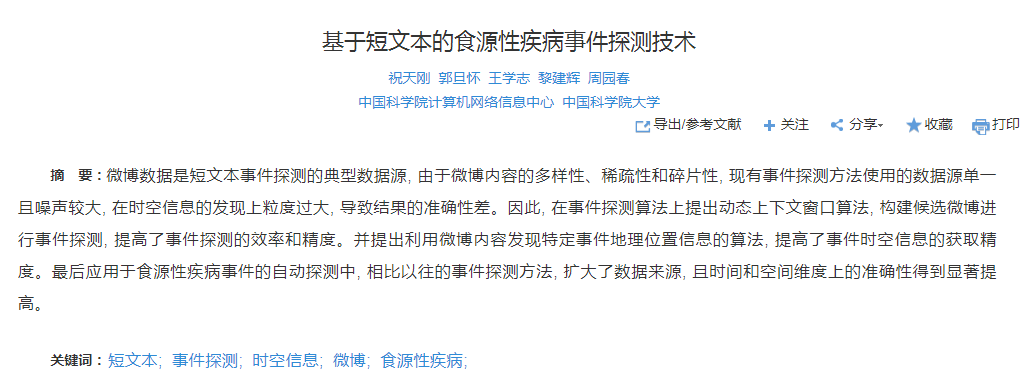 基于短文本的食源性疾病事件探测技术
祝天刚 郭旦怀 王学志 黎建辉 周园春
中国科学院计算机网络信息中心 中国科学院大学
导出/参考文献 关注 分享 收藏 打印
摘 要：微博数据是短文本事件探测的典型数据源, 由于微博内容的多样性、稀疏性和碎片性, 现有事件探测方法使用的数据源单一
且噪声较大, 在时空信息的发现上粒度过大, 导致结果的准确性差。因此, 在事件探测算法上提出动态上下文窗口算法, 构建候选微博进
行事件探测, 提高了事件探测的效率和精度。并提出利用微博内容发现特定事件地理位置信息的算法, 提高了事件时空信息的获取精
度。最后应用于食源性疾病事件的自动探测中, 相比以往的事件探测方法, 扩大了数据来源, 且时间和空间维度上的准确性得到显著提
高。
关键词：短文本; 事件探测; 时空信息; 微博; 食源性疾病;